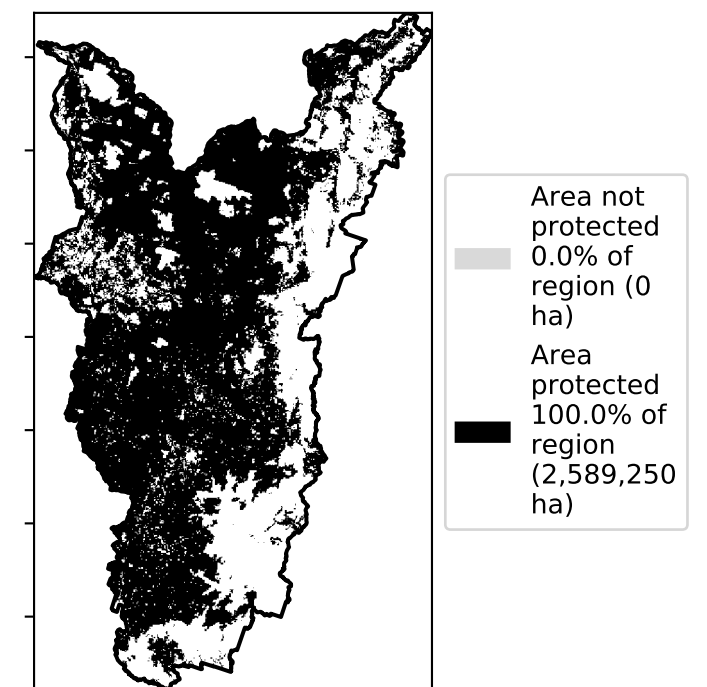 Area not
protected
0.0% of
region (0
ha)
Area
protected
100.0% of
region
(2,589,250
ha)